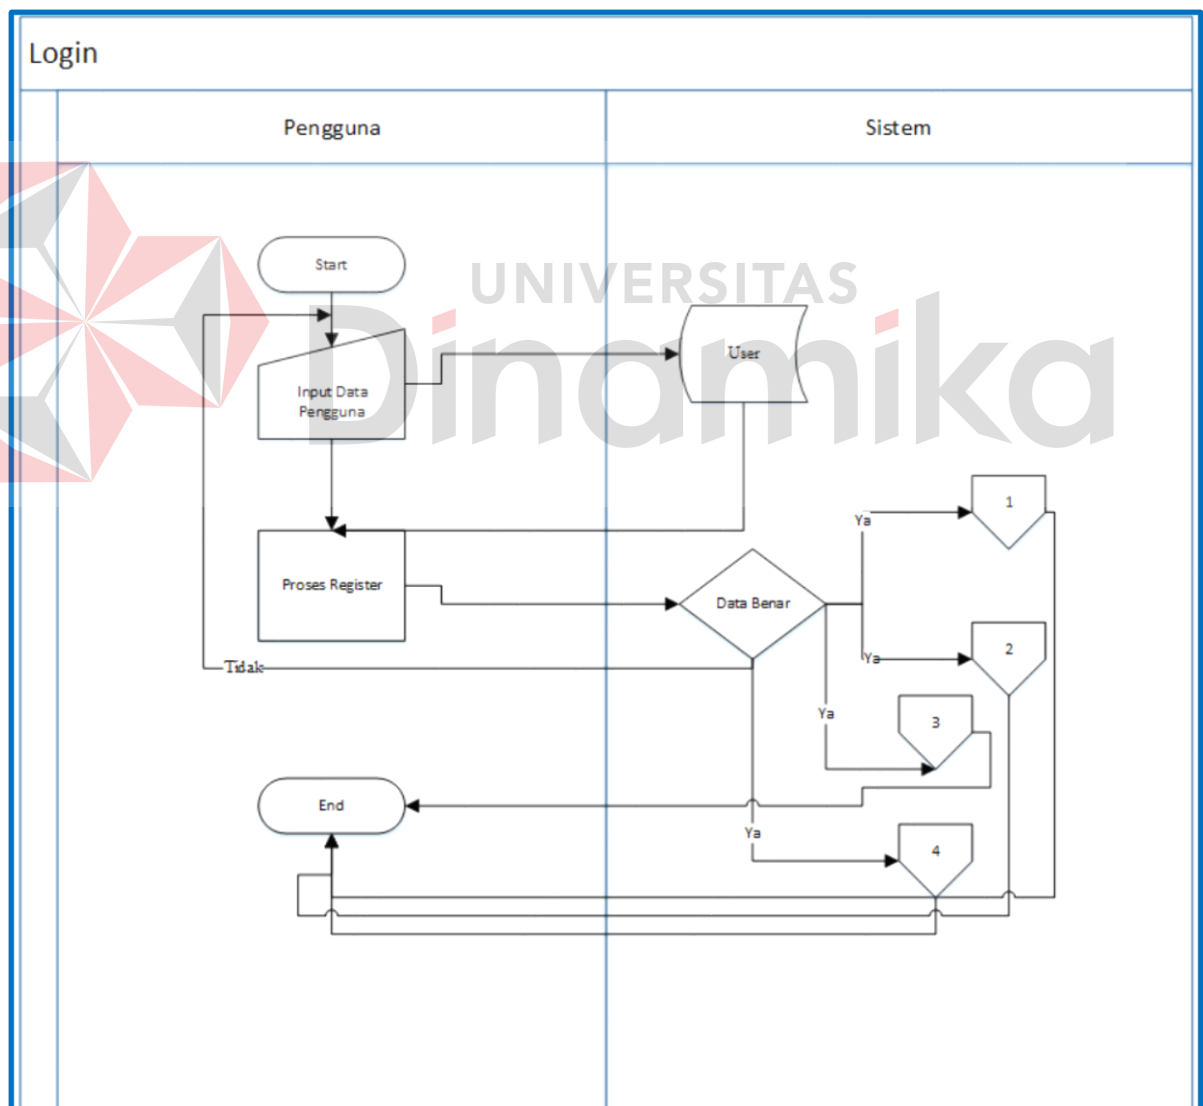 Login
Pengguna
Sistem
Start
UNIVERSITAS
Dinamika
User
Input Data
Pengguna
1
Ya
Proses Register
Data Benar
2
Ya
Tidak
3
Ya
End
Ya
4